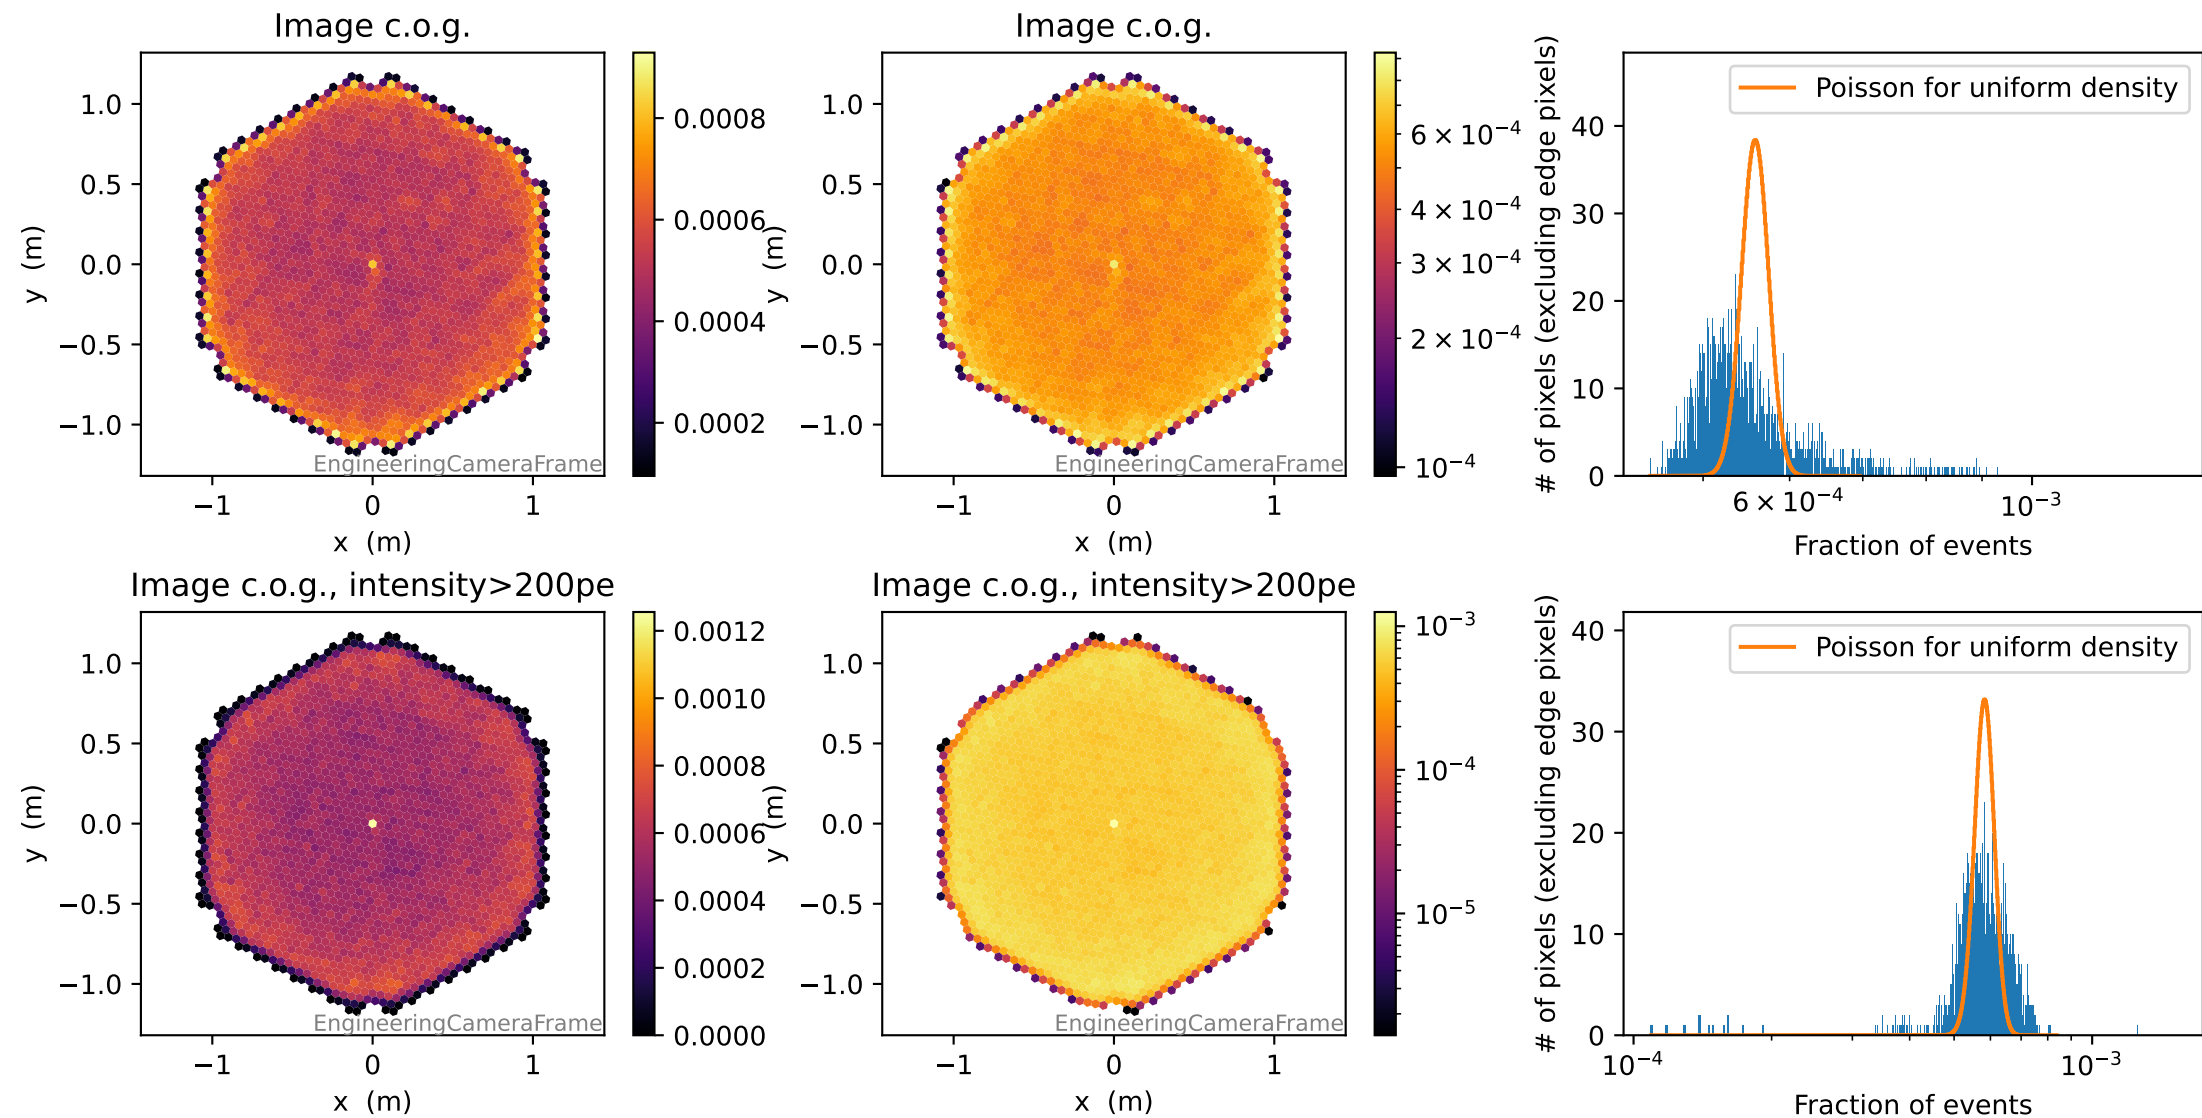 Image c.o.g.
1.0
0.5
0.0
−0.5
−1.0
y (m)
−1
0
1
x (m)
EngineeringCameraFrame
0.0008
0.0006
0.0004
0.0002
Image c.o.g.
1.0
0.5
0.0
−0.5
−1.0
y (m)
−1
0
1
x (m)
EngineeringCameraFrame
6 × 10⁻⁴
4 × 10⁻⁴
3 × 10⁻⁴
2 × 10⁻⁴
10⁻⁴
# of pixels (excluding edge pixels)
40
30
20
10
0
Poisson for uniform density
6 × 10⁻⁴
10⁻³
Fraction of events
Image c.o.g., intensity>200pe
1.0
0.5
0.0
−0.5
−1.0
y (m)
−1
0
1
x (m)
EngineeringCameraFrame
0.0012
0.0010
0.0008
0.0006
0.0004
0.0002
0.0000
Image c.o.g., intensity>200pe
1.0
0.5
0.0
−0.5
−1.0
y (m)
−1
0
1
x (m)
EngineeringCameraFrame
10⁻³
10⁻⁴
10⁻⁵
# of pixels (excluding edge pixels)
40
30
20
10
0
Poisson for uniform density
10⁻⁴
10⁻³
Fraction of events